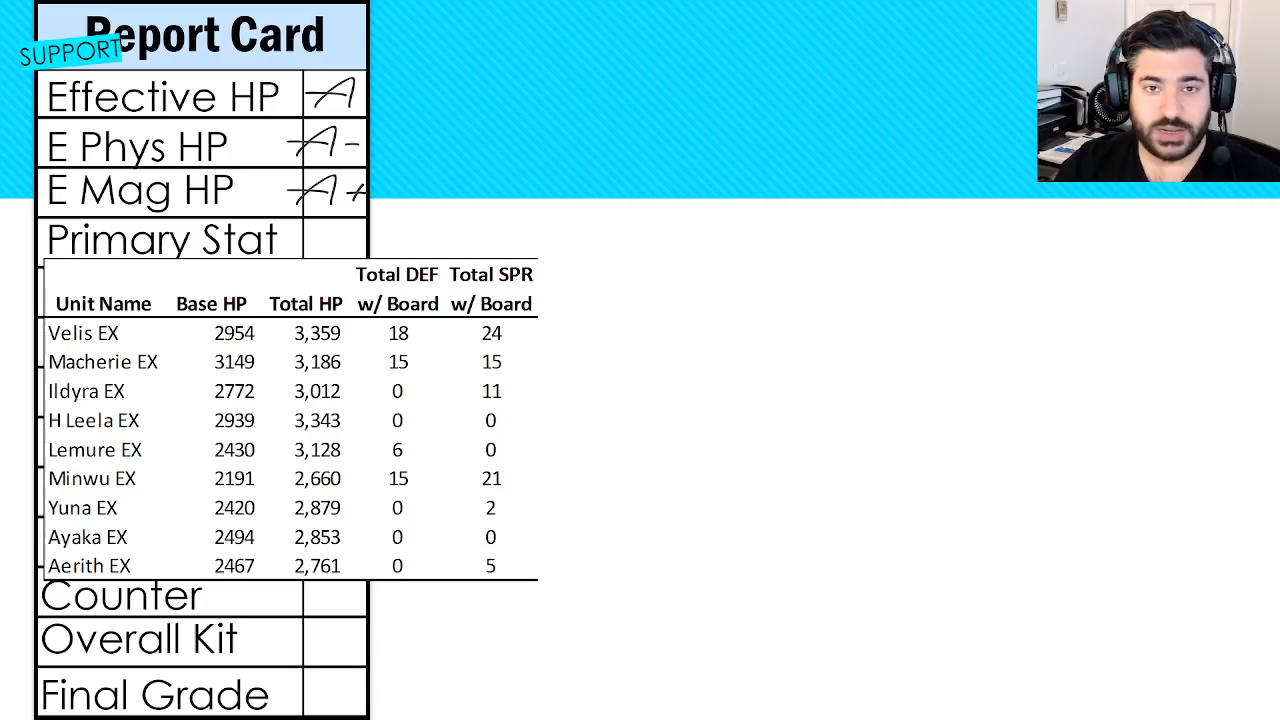 Report Card
SUPPORT
Effective HP A
E Phys HP A-
E Mag HP A+
Primary Stat
Total DEF Total SPR
Unit Name Base HP Total HP w/ Board w/ Board
Velis EX 2954 3,359 18 24
Macherie EX 3149 3,186 15 15
Ildyra EX 2772 3,012 0 11
H Leela EX 2939 3,343 0 0
Lemure EX 2430 3,128 6 0
Minwu EX 2191 2,660 15 21
Yuna EX 2420 2,879 0 2
Ayaka EX 2494 2,853 0 0
Aerith EX 2467 2,761 0 5
Counter
Overall Kit
Final Grade